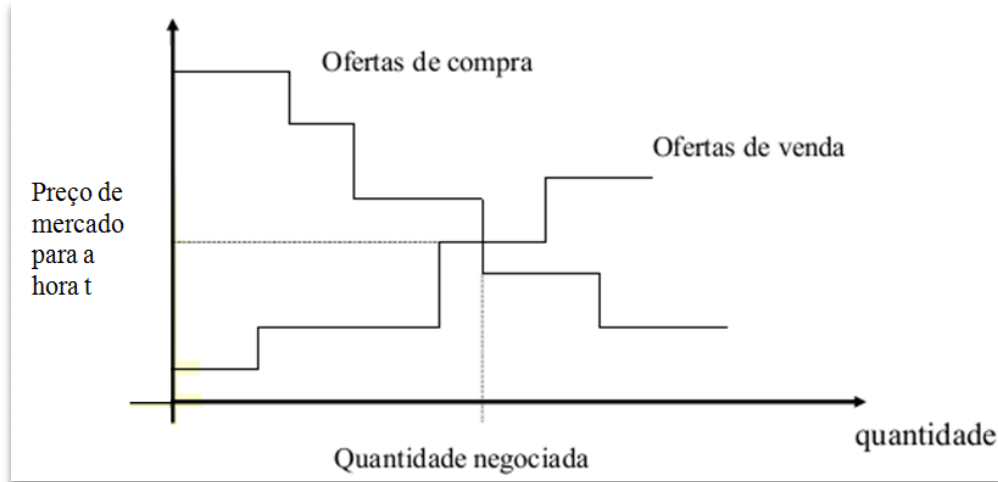 Ofertas de compra
Ofertas de venda
Preço de
mercado
para a
hora t
quantidade
Quantidade negociada